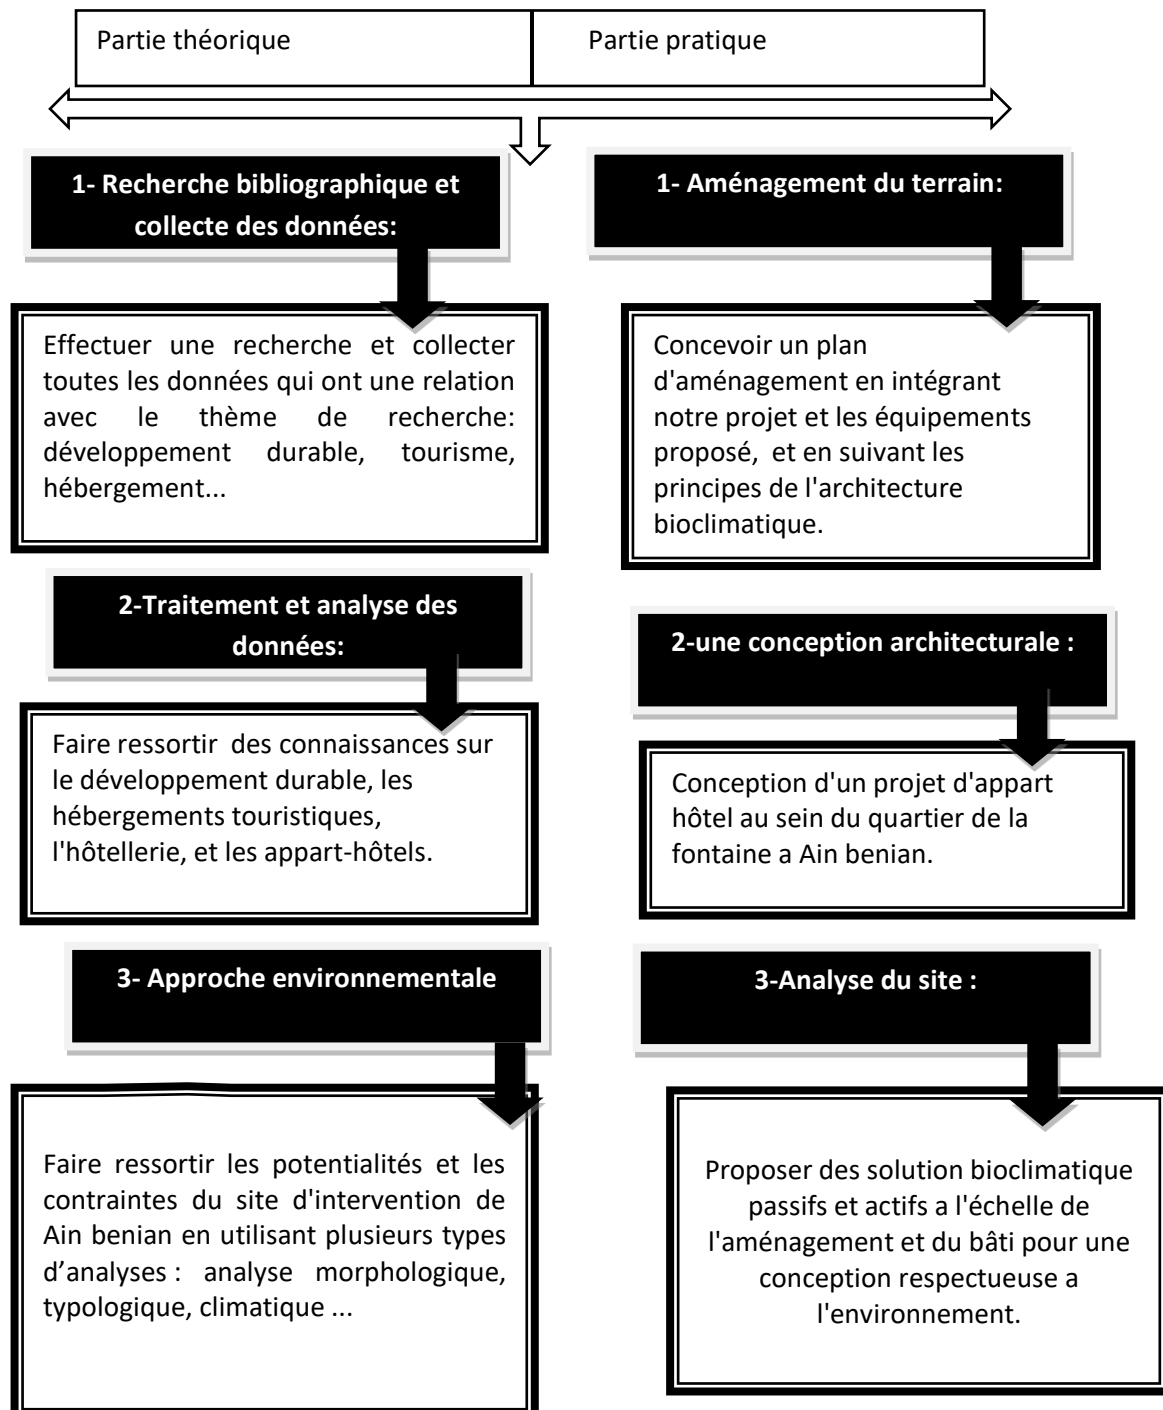 Partie théorique
Partie pratique
1- Recherche bibliographique et
collecte des données:
Effectuer une recherche et collecter
toutes les données qui ont une relation
avec le thème de recherche:
développement durable, tourisme,
hébergement...
2-Traitement et analyse des
données:
Faire ressortir des connaissances sur
le développement durable, les
hébergements touristiques,
l'hôtellerie, et les appart-hôtels.
3- Approche environnementale
Faire ressortir les potentialités et les
contraintes du site d'intervention de
Ain benian en utilisant plusieurs types
d’analyses : analyse morphologique,
typologique, climatique ...
1- Aménagement du terrain:
Concevoir un plan
d'aménagement en intégrant
notre projet et les équipements
proposé, et en suivant les
principes de l'architecture
bioclimatique.
2-une conception architecturale :
Conception d'un projet d'appart
hôtel au sein du quartier de la
fontaine a Ain benian.
3-Analyse du site :
Proposer des solution bioclimatique
passifs et actifs a l'échelle de
l'aménagement et du bâti pour une
conception respectueuse a
l'environnement.